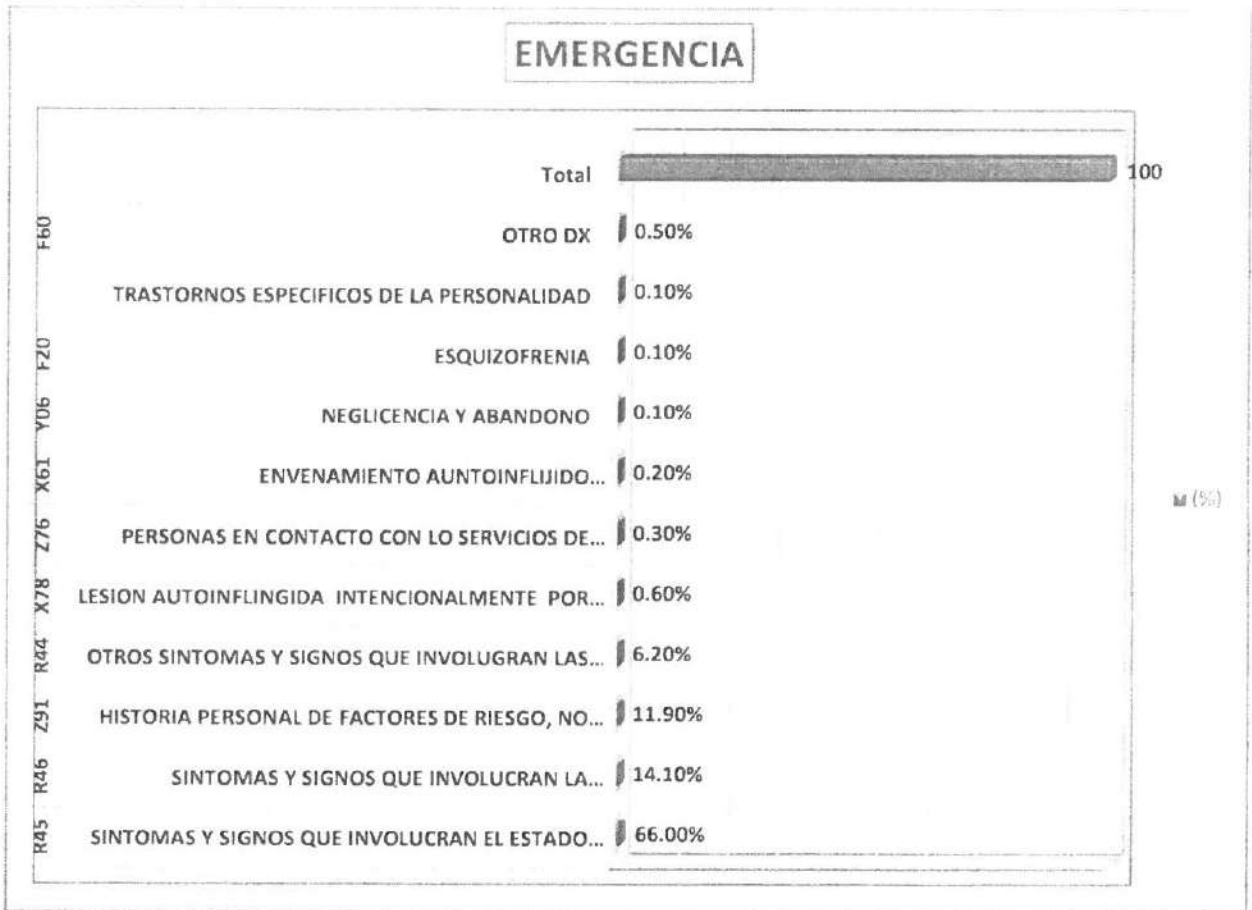 EMERGENCIA
Total 100
F60 OTRO DX 0.50%
TRASTORNOS ESPECIFICOS DE LA PERSONALIDAD 0.10%
F20 ESQUIZOFRENIA 0.10%
Y06 NEGLICENCIA Y ABANDONO 0.10%
X61 ENVENAMIENTO AUNTOINFLIJIDO... 0.20%
Z76 PERSONAS EN CONTACTO CON LO SERVICIOS DE... 0.30%
X78 LESION AUTOINFLINGIDA INTENCIONALMENTE POR... 0.60%
R44 OTROS SINTOMAS Y SIGNOS QUE INVOLUGRAN LAS... 6.20%
Z91 HISTORIA PERSONAL DE FACTORES DE RIESGO, NO... 11.90%
R46 SINTOMAS Y SIGNOS QUE INVOLUCRAN LA... 14.10%
R45 SINTOMAS Y SIGNOS QUE INVOLUCRAN EL ESTADO... 66.00%
(%)